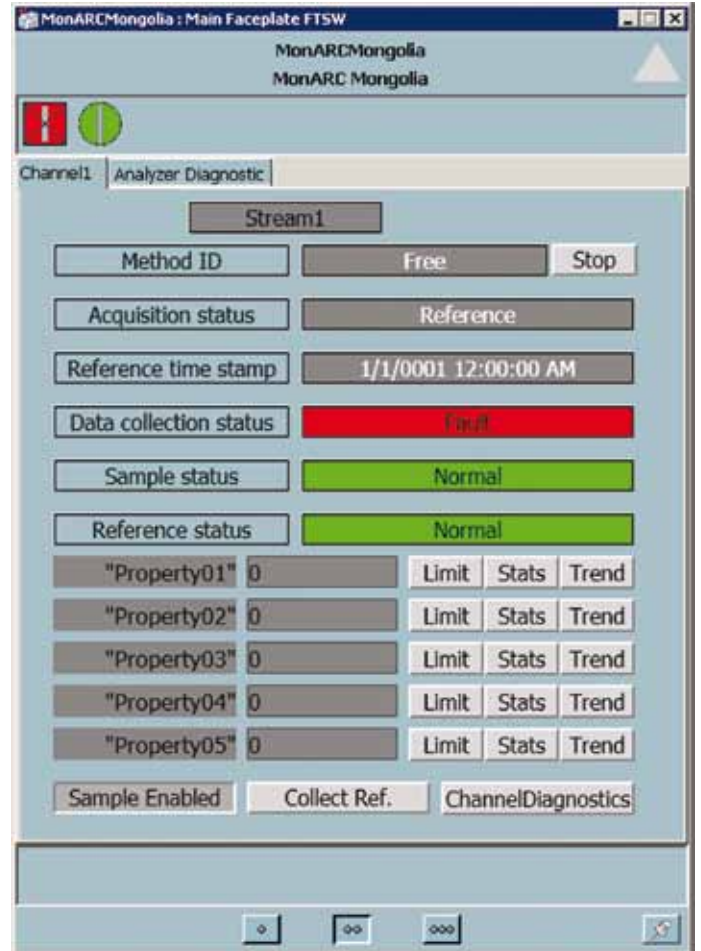 MonARCMongolia : Main Faceplate FTSW
MonARCMongolia
MonARC Mongolia
Channel1 Analyzer Diagnostic
Stream1
Method ID Free Stop
Acquisition status Reference
Reference time stamp 1/1/0001 12:00:00 AM
Data collection status Fault
Sample status Normal
Reference status Normal
"Property01" 0 Limit Stats Trend
"Property02" 0 Limit Stats Trend
"Property03" 0 Limit Stats Trend
"Property04" 0 Limit Stats Trend
"Property05" 0 Limit Stats Trend
Sample Enabled Collect Ref. ChannelDiagnostics